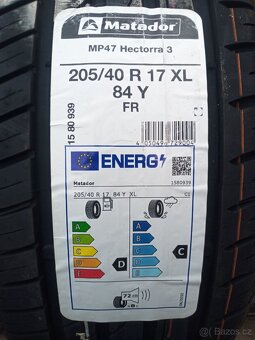 Matador
MP47 Hectorra 3
205/40 R 17 XL
84 Y
FR
15 80 939
ENERG
Matador
1580939
205/40 R 17 84 Y XL
C1
A
B
C
D
E
A
B
C
D
E
D
C
72 dB
Bazos.cz